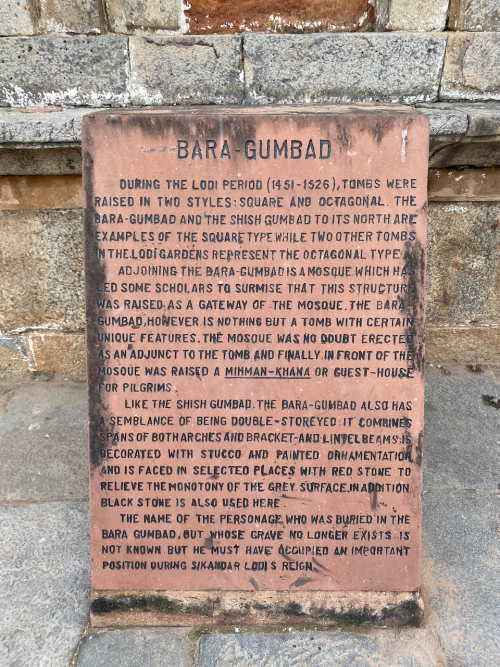 BARA-GUMBAD
DURING THE LODI PERIOD (1451-1526), TOMBS WERE
RAISED IN TWO STYLES: SQUARE AND OCTAGONAL. THE
BARA-GUMBAD AND THE SHISH GUMBAD TO ITS NORTH ARE
EXAMPLES OF THE SQUARE TYPE WHILE TWO OTHER TOMBS
IN THE LODI GARDENS REPRESENT THE OCTAGONAL TYPE.
ADJOINING THE BARA-GUMBAD IS A MOSQUE WHICH HAS
LED SOME SCHOLARS TO SURMISE THAT THIS STRUCTURE
WAS RAISED AS A GATEWAY OF THE MOSQUE. THE BARA-
GUMBAD, HOWEVER IS NOTHING BUT A TOMB WITH CERTAIN
UNIQUE FEATURES. THE MOSQUE WAS NO DOUBT ERECTED
AS AN ADJUNCT TO THE TOMB AND FINALLY, IN FRONT OF THE
MOSQUE WAS RAISED A MIHMAN-KHANA OR GUEST-HOUSE
FOR PILGRIMS.
LIKE THE SHISH GUMBAD, THE BARA-GUMBAD ALSO HAS
A SEMBLANCE OF BEING DOUBLE-STOREYED. IT COMBINES
SPANS OF BOTH ARCHES AND BRACKET-AND LINTEL BEAMS: IS
DECORATED WITH STUCCO AND PAINTED ORNAMENTATION
AND IS FACED IN SELECTED PLACES WITH RED STONE TO
RELIEVE THE MONOTONY OF THE GREY SURFACE. IN ADDITION
BLACK STONE IS ALSO USED HERE
THE NAME OF THE PERSONAGE, WHO WAS BURIED IN THE
BARA GUMBAD, BUT WHOSE GRAVE NO LONGER EXISTS IS
NOT KNOWN. BUT HE MUST HAVE OCCUPIED AN IMPORTANT
POSITION DURING SIKANDAR LODI'S REIGN.